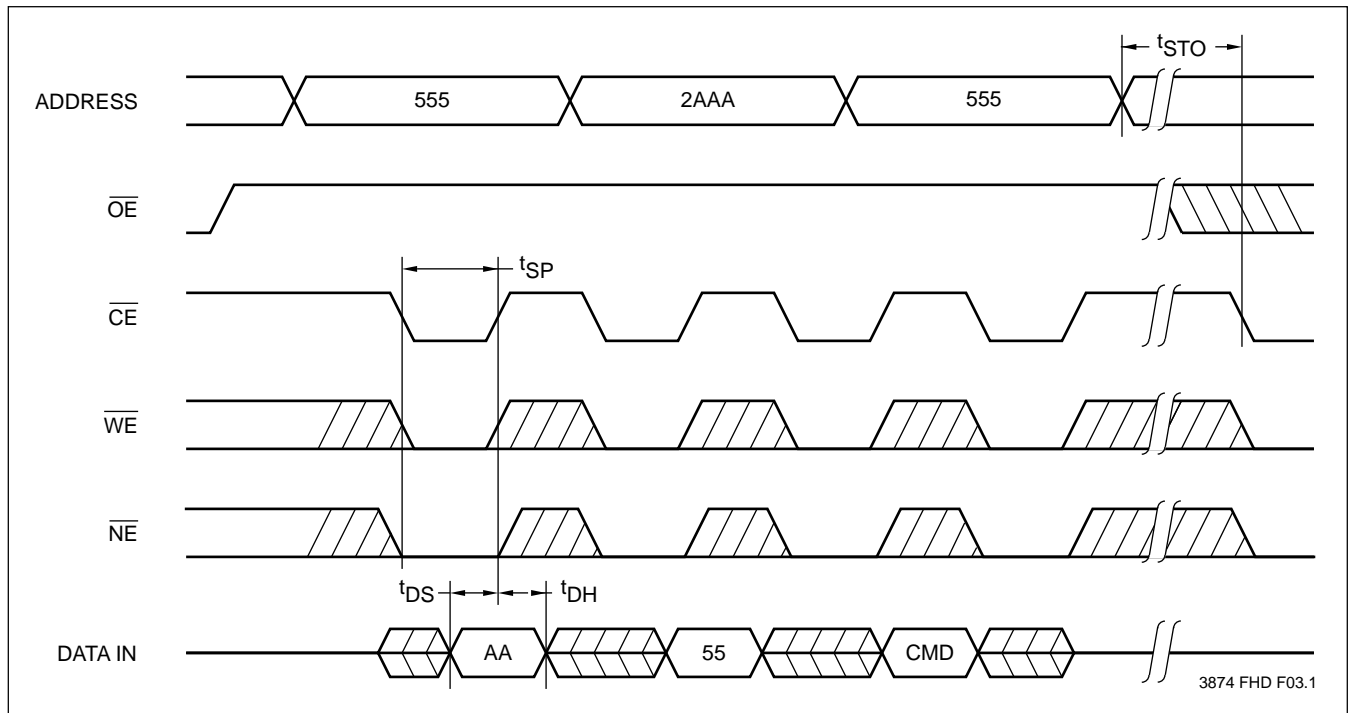 tSTO
ADDRESS 555 2AAA 555
OE
tSP
CE
WE
NE
tDS tDH
DATA IN AA 55 CMD
3874 FHD F03.1